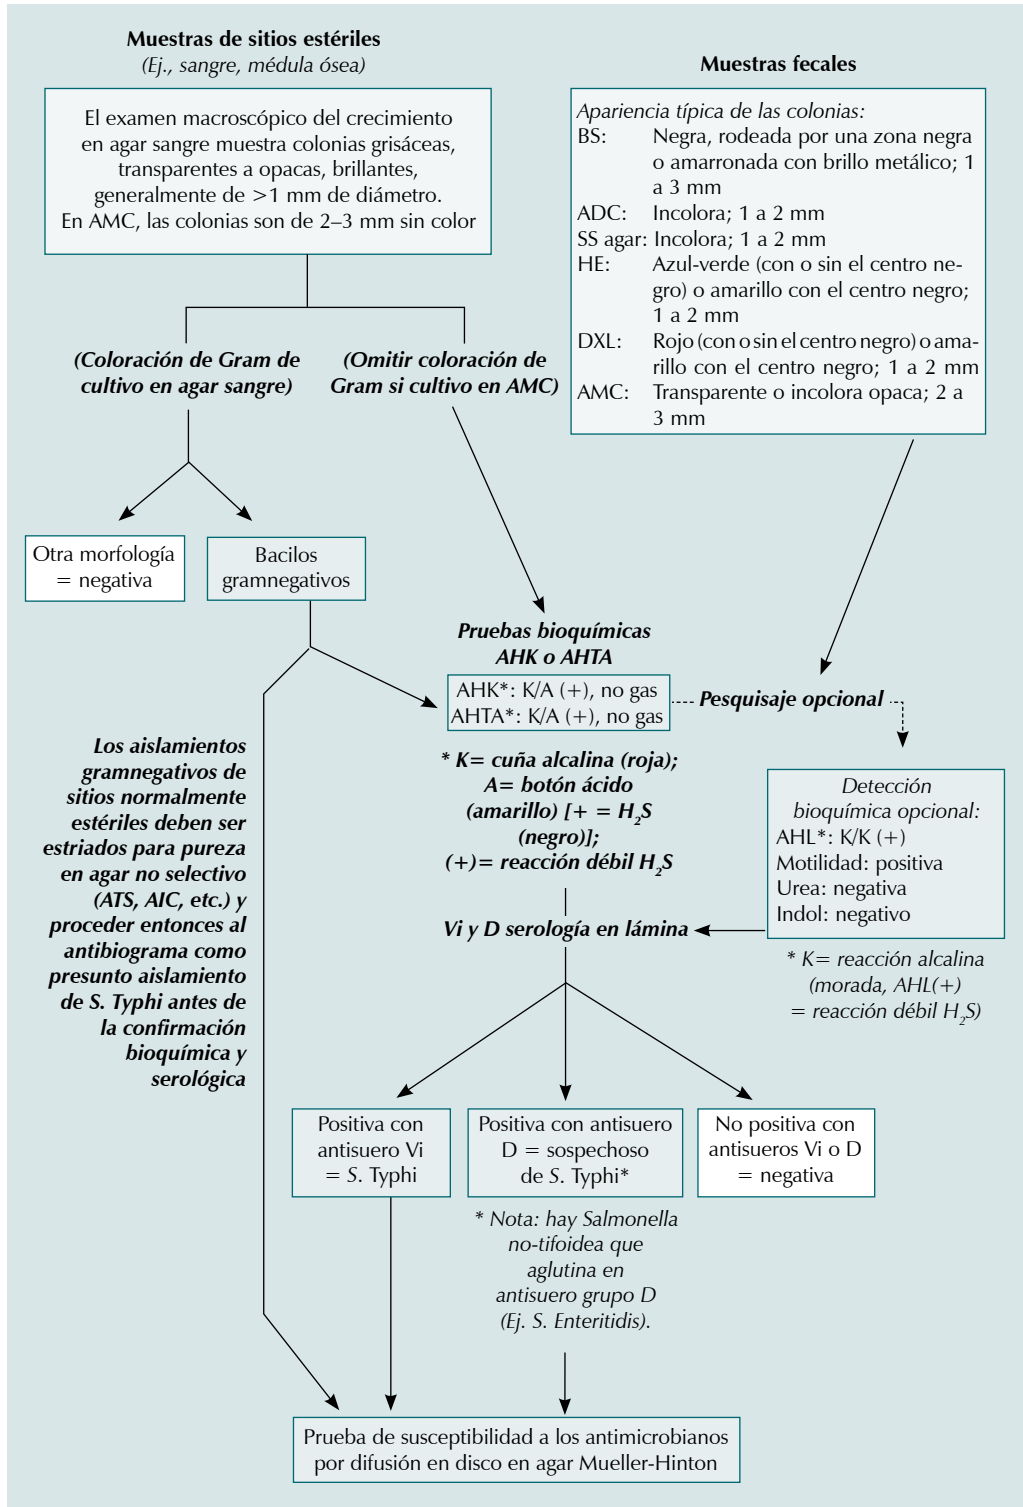 Muestras de sitios estériles
(Ej., sangre, médula ósea)
El examen macroscópico del crecimiento
en agar sangre muestra colonias grisáceas,
transparentes a opacas, brillantes,
generalmente de >1 mm de diámetro.
En AMC, las colonias son de 2–3 mm sin color
Muestras fecales
Apariencia típica de las colonias:
BS: Negra, rodeada por una zona negra
o amarronada con brillo metálico; 1
a 3 mm
ADC: Incolora; 1 a 2 mm
SS agar: Incolora; 1 a 2 mm
HE: Azul-verde (con o sin el centro ne-
gro) o amarillo con el centro negro;
1 a 2 mm
DXL: Rojo (con o sin el centro negro) o ama-
rillo con el centro negro; 1 a 2 mm
AMC: Transparente o incolora opaca; 2 a
3 mm
(Coloración de Gram de
cultivo en agar sangre)
(Omitir coloración de
Gram si cultivo en AMC)
Otra morfología
= negativa
Bacilos
gramnegativos
Pruebas bioquímicas
AHK o AHTA
AHK*: K/A (+), no gas
AHTA*: K/A (+), no gas
Pesquisaje opcional
* K= cuña alcalina (roja);
A= botón ácido
(amarillo) [+ = H2S
(negro)];
(+)= reacción débil H2S
Detección
bioquímica opcional:
AHL*: K/K (+)
Motilidad: positiva
Urea: negativa
Indol: negativo
* K= reacción alcalina
(morada, AHL(+)
= reacción débil H2S)
Los aislamientos
gramnegativos de
sitios normalmente
estériles deben ser
estriados para pureza
en agar no selectivo
(ATS, AIC, etc.) y
proceder entonces al
antibiograma como
presunto aislamiento
de S. Typhi antes de
la confirmación
bioquímica y
serológica
Vi y D serología en lámina
Positiva con
antisuero Vi
= S. Typhi
Positiva con antisuero
D = sospechoso
de S. Typhi*
No positiva con
antisueros Vi o D
= negativa
* Nota: hay Salmonella
no-tifoidea que
aglutina en
antisuero grupo D
(Ej. S. Enteritidis).
Prueba de susceptibilidad a los antimicrobianos
por difusión en disco en agar Mueller-Hinton